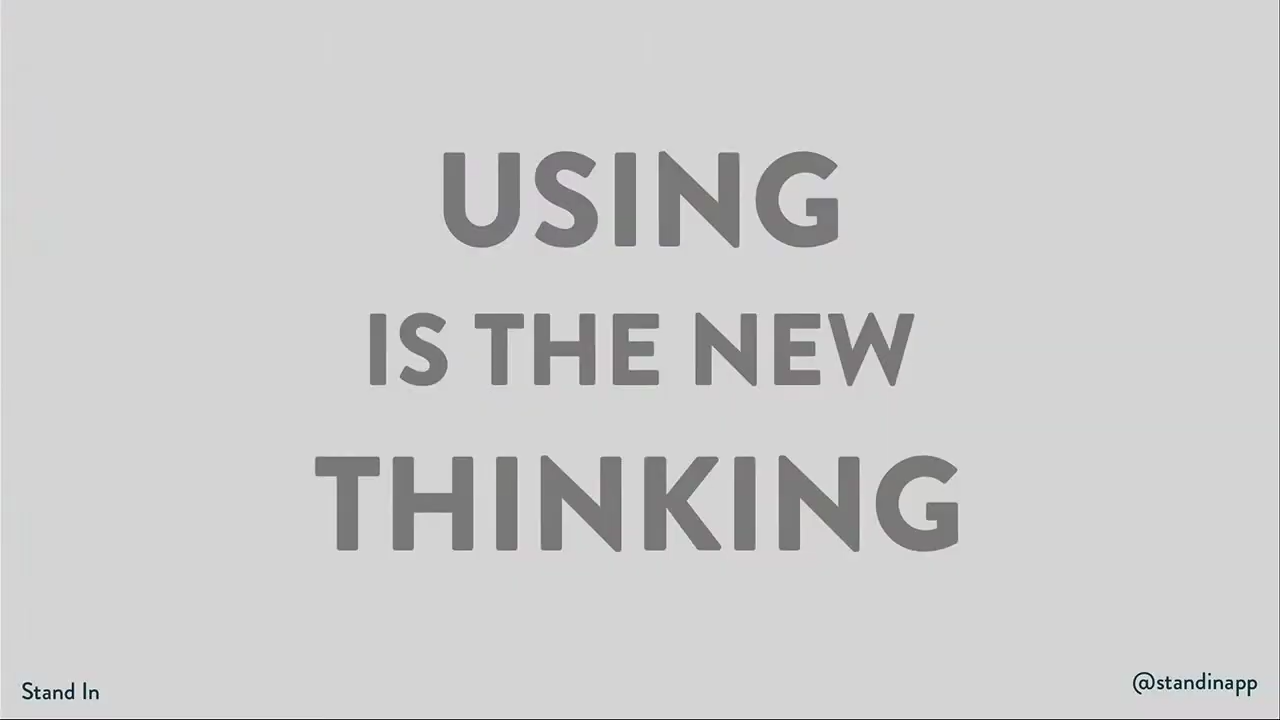 USING
IS THE NEW
THINKING
Stand In
@standinapp